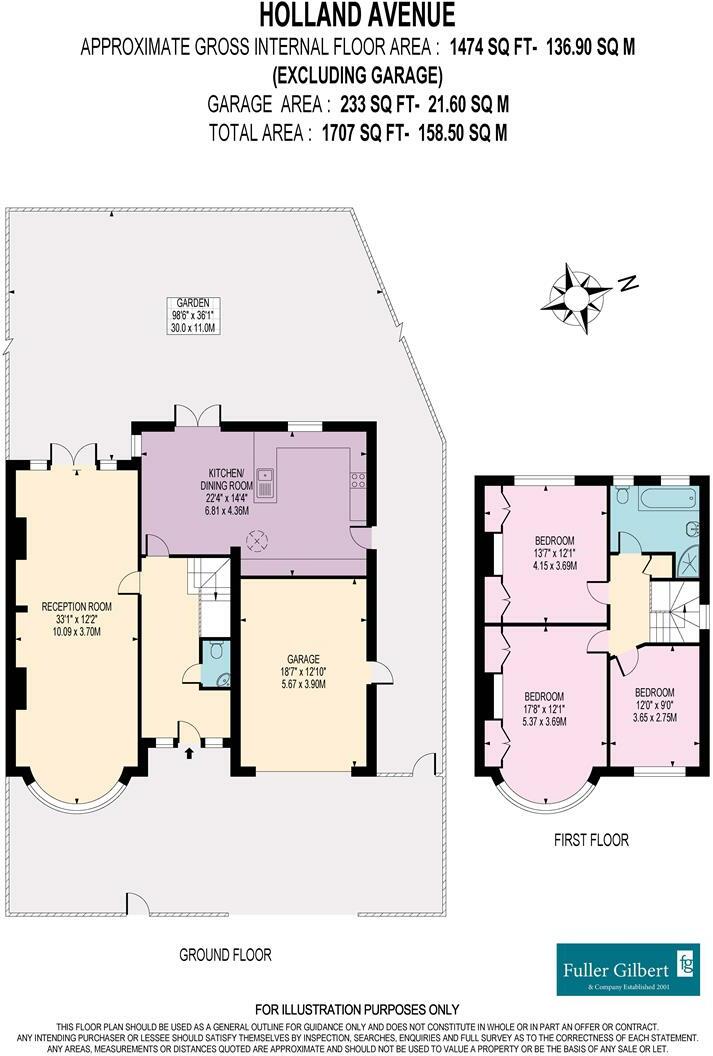 HOLLAND AVENUE
APPROXIMATE GROSS INTERNAL FLOOR AREA : 1474 SQ FT- 136.90 SQ M
(EXCLUDING GARAGE)
GARAGE AREA : 233 SQ FT- 21.60 SQ M
TOTAL AREA : 1707 SQ FT- 158.50 SQ M
GARDEN
98'6" x 36'1"
30.0 x 11.0M
N
KITCHEN/
DINING ROOM
22'4" x 14'4"
6.81 x 4.36M
RECEPTION ROOM
33'1" x 12'2"
10.09 x 3.70M
GARAGE
18'7" x 12'10"
5.67 x 3.90M
BEDROOM
13'7" x 12'1"
4.15 x 3.69M
BEDROOM
17'8" x 12'1"
5.37 x 3.69M
BEDROOM
12'0" x 9'0"
3.65 x 2.75M
FIRST FLOOR
GROUND FLOOR
fg
Fuller Gilbert
& Company Established 2001
FOR ILLUSTRATION PURPOSES ONLY
THIS FLOOR PLAN SHOULD BE USED AS A GENERAL OUTLINE FOR GUIDANCE ONLY AND DOES NOT CONSTITUTE IN WHOLE OR IN PART AN OFFER OR CONTRACT.
ANY INTENDING PURCHASER OR LESSEE SHOULD SATISFY THEMSELVES BY INSPECTION, SEARCHES, ENQUIRIES AND FULL SURVEY AS TO THE CORRECTNESS OF EACH STATEMENT.
ANY AREAS, MEASUREMENTS OR DISTANCES QUOTED ARE APPROXIMATE AND SHOULD NOT BE USED TO VALUE A PROPERTY OR BE THE BASIS OF ANY SALE OR LET.